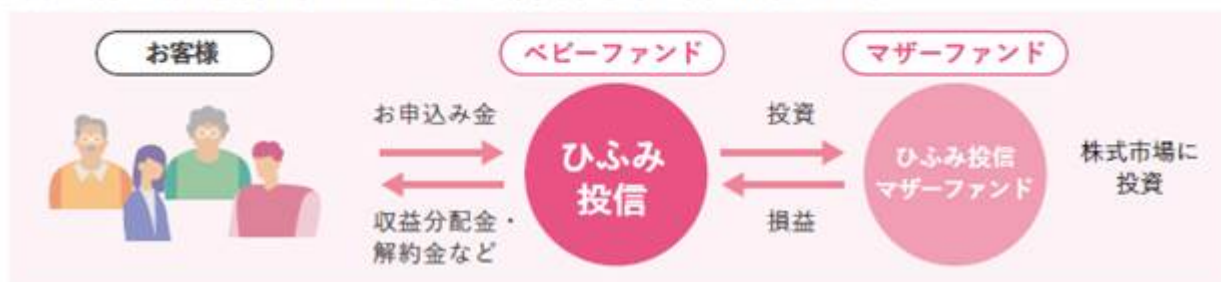 お客様
ベビーファンド
マザーファンド
お申込み金
投資
ひふみ
投信
ひふみ投信
マザーファンド
株式市場に
投資
収益分配金・
解約金など
損益